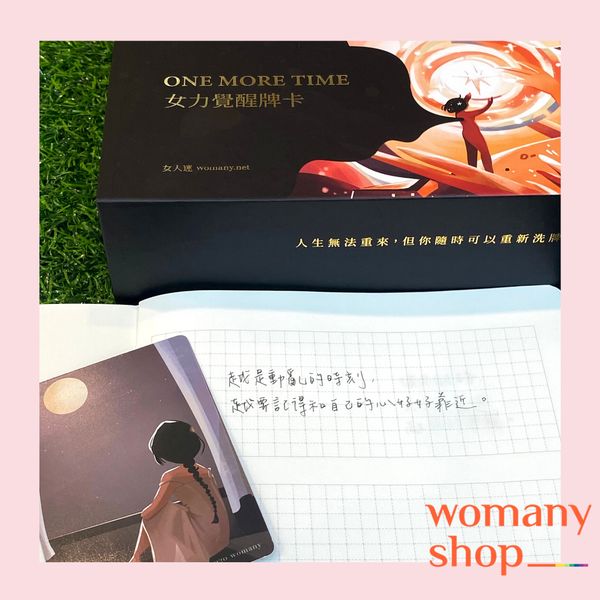 ONE MORE TIME
女力覺醒牌卡
女人迷 womany.net
人生無法重來，但你隨時可以重新洗牌
越是動亂的時刻，
越要記得和自己的心好好靠近。
womany
womany
shop